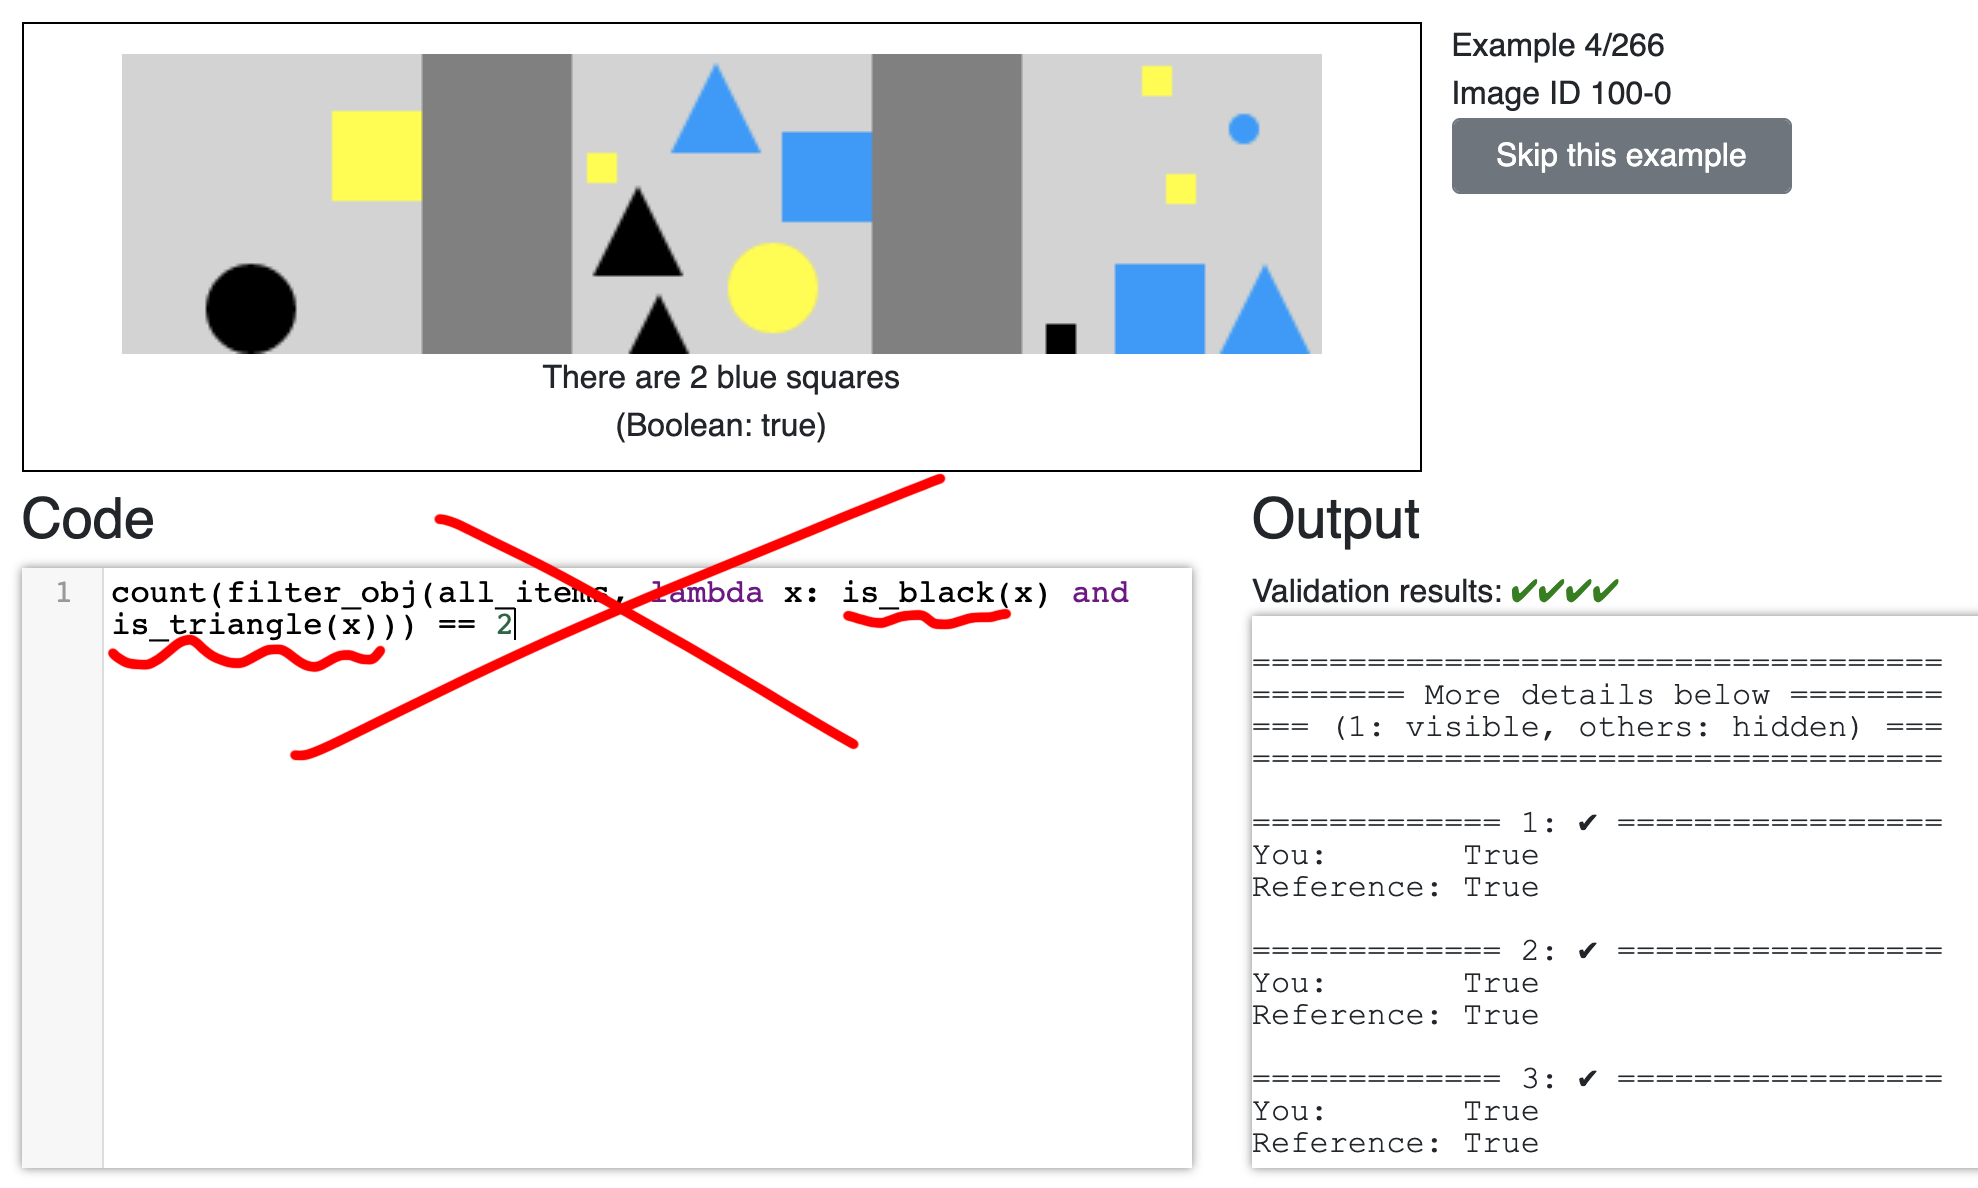 Example 4/266
Image ID 100-0
Skip this example
There are 2 blue squares
(Boolean: true)
Code
1 count(filter_obj(all_items, lambda x: is_black(x) and
is_triangle(x))) == 2
Output
Validation results: ✔✔✔✔
====================================
======== More details below ========
=== (1: visible, others: hidden) ===
====================================
============= 1: ✔ =================
You: True
Reference: True
============= 2: ✔ =================
You: True
Reference: True
============= 3: ✔ =================
You: True
Reference: True